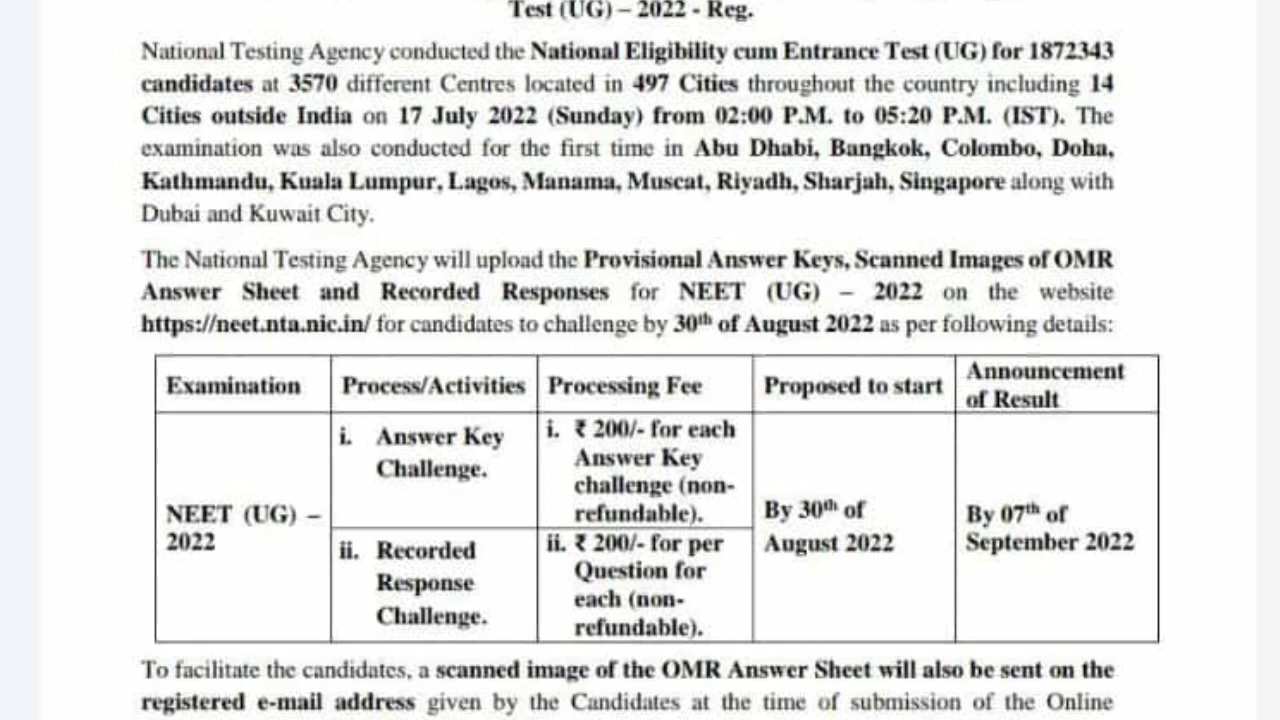 Test (UG) – 2022 - Reg.
National Testing Agency conducted the National Eligibility cum Entrance Test (UG) for 1872343
candidates at 3570 different Centres located in 497 Cities throughout the country including 14
Cities outside India on 17 July 2022 (Sunday) from 02:00 P.M. to 05:20 P.M. (IST). The
examination was also conducted for the first time in Abu Dhabi, Bangkok, Colombo, Doha,
Kathmandu, Kuala Lumpur, Lagos, Manama, Muscat, Riyadh, Sharjah, Singapore along with
Dubai and Kuwait City.
The National Testing Agency will upload the Provisional Answer Keys, Scanned Images of OMR
Answer Sheet and Recorded Responses for NEET (UG) – 2022 on the website
https://neet.nta.nic.in/ for candidates to challenge by 30th of August 2022 as per following details:
Examination
Process/Activities
Processing Fee
Proposed to start
Announcement
of Result
NEET (UG) –
2022
i. Answer Key
Challenge.
i. ₹ 200/- for each
Answer Key
challenge (non-
refundable).
ii. Recorded
Response
Challenge.
ii. ₹ 200/- for per
Question for
each (non-
refundable).
By 30th of
August 2022
By 07th of
September 2022
To facilitate the candidates, a scanned image of the OMR Answer Sheet will also be sent on the
registered e-mail address given by the Candidates at the time of submission of the Online